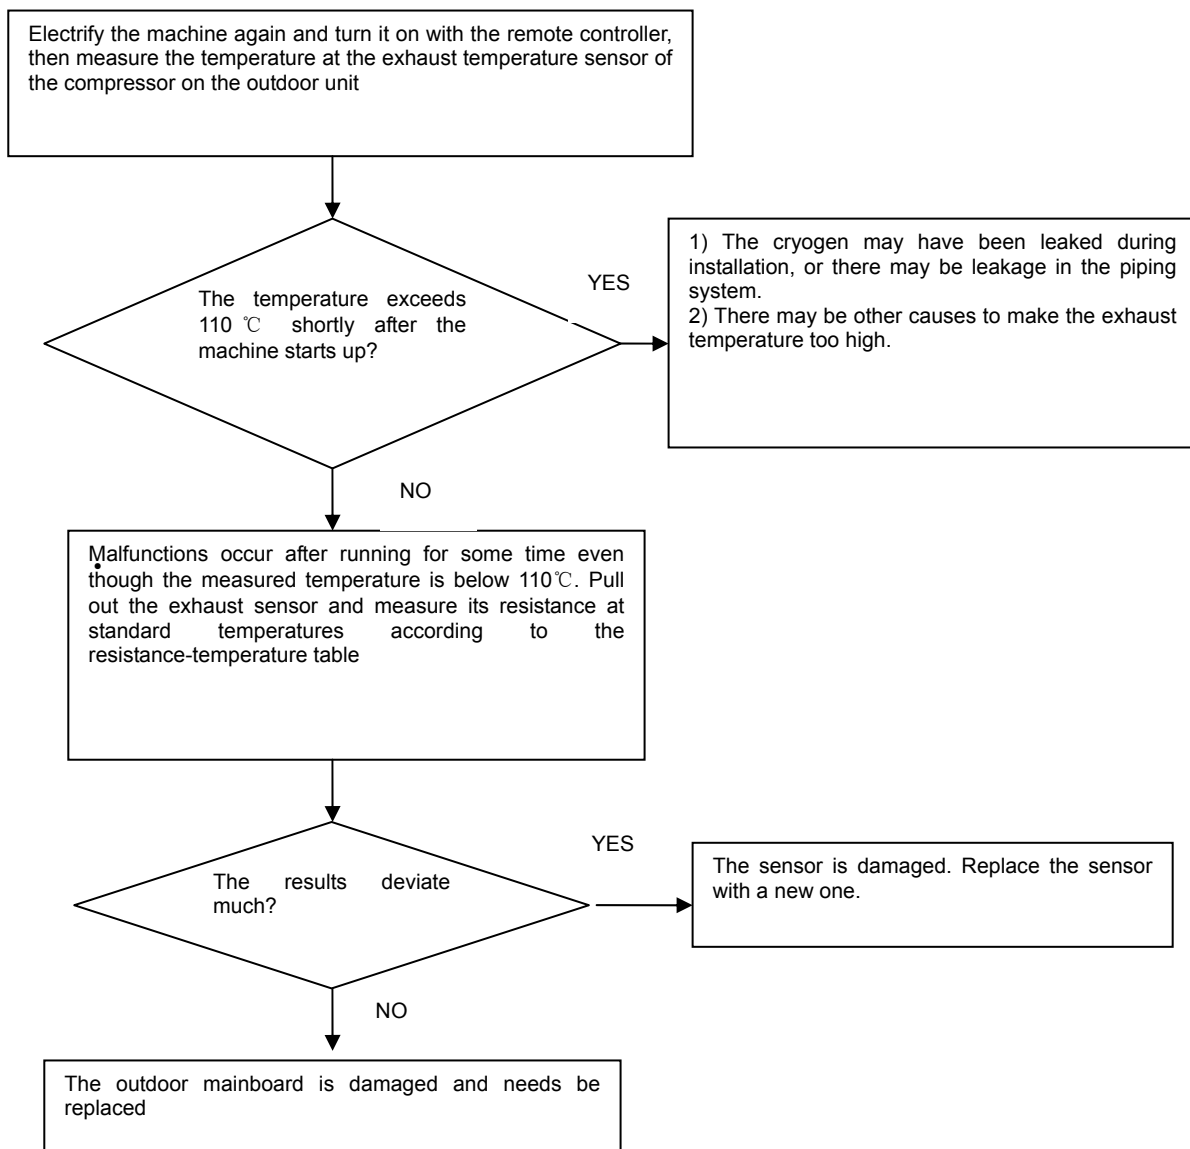 Electrify the machine again and turn it on with the remote controller,
then measure the temperature at the exhaust temperature sensor of
the compressor on the outdoor unit
The temperature exceeds
110 ℃ shortly after the
machine starts up?
YES
1) The cryogen may have been leaked during
installation, or there may be leakage in the piping
system.
2) There may be other causes to make the exhaust
temperature too high.
NO
Malfunctions occur after running for some time even
though the measured temperature is below 110℃. Pull
out the exhaust sensor and measure its resistance at
standard temperatures according to the
resistance-temperature table
The results deviate
much?
YES
The sensor is damaged. Replace the sensor
with a new one.
NO
The outdoor mainboard is damaged and needs be
replaced